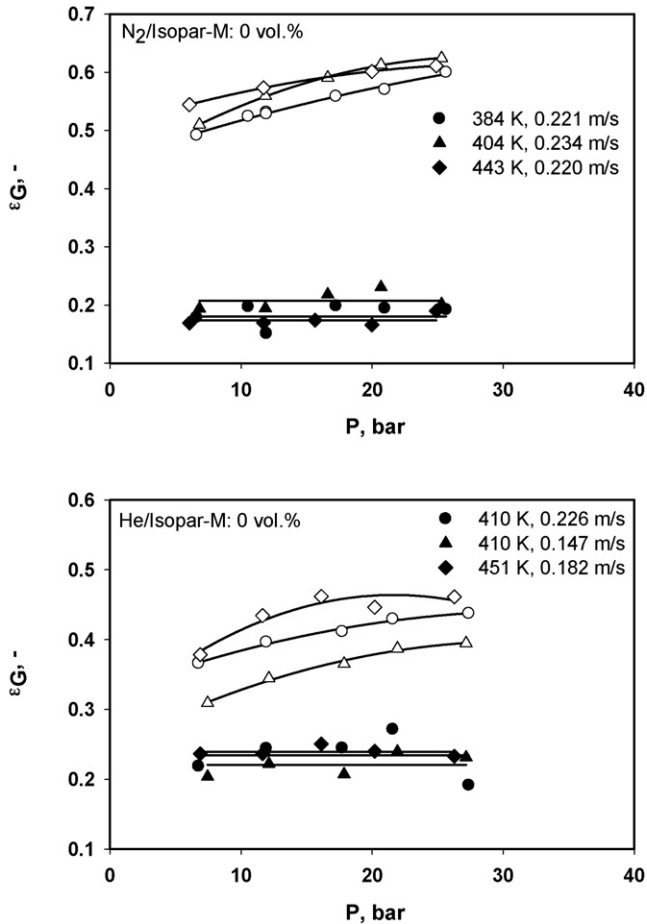 0.7
N2/Isopar-M: 0 vol.%
0.6
0.5
384 K, 0.221 m/s
404 K, 0.234 m/s
0.4
443 K, 0.220 m/s
εG, -
0.3
0.2
0.1
0 10 20 30 40
P, bar
0.6
He/Isopar-M: 0 vol.%
410 K, 0.226 m/s
410 K, 0.147 m/s
0.5
451 K, 0.182 m/s
0.4
εG, -
0.3
0.2
0.1
0 10 20 30 40
P, bar